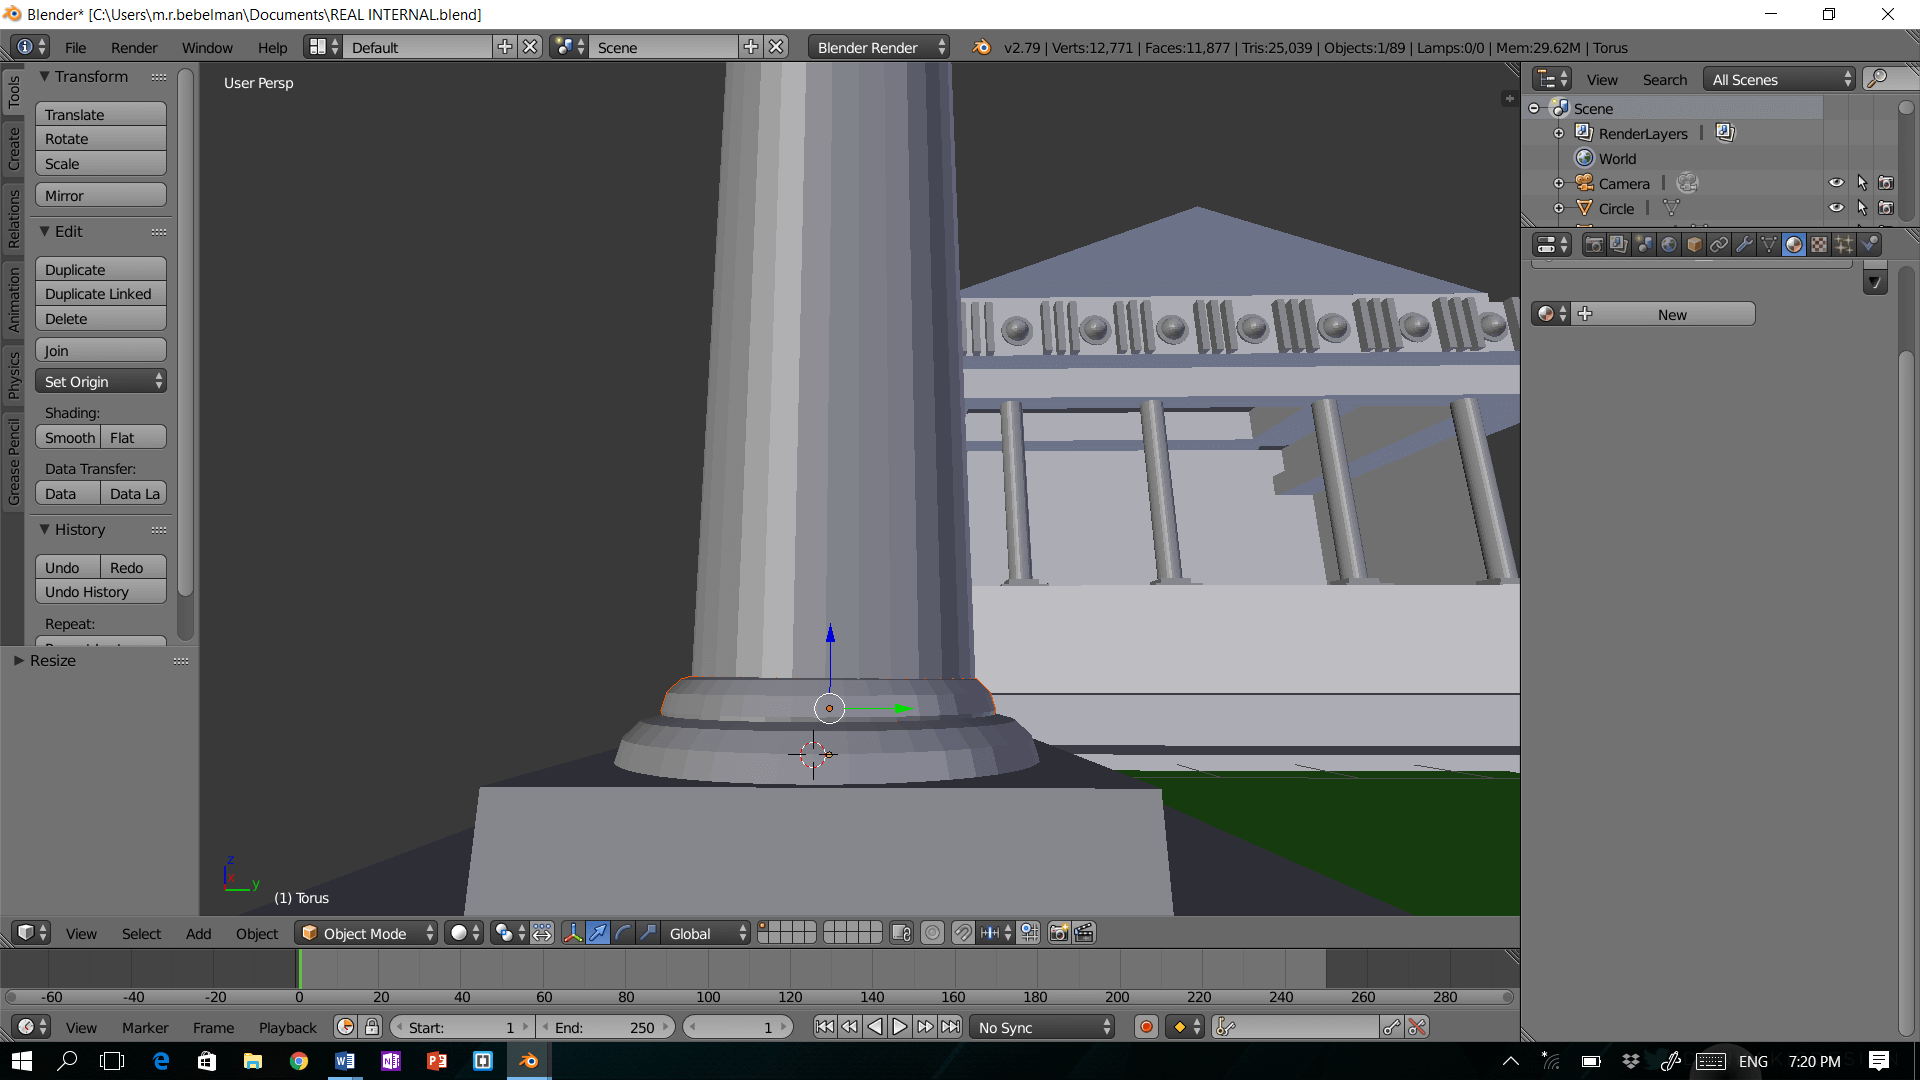 Blender* [C:\Users\m.r.bebelman\Documents\REAL INTERNAL.blend]
File Render Window Help Default Scene Blender Render v2.79 | Verts:12,771 | Faces:11,877 | Tris:25,039 | Objects:1/89 | Lamps:0/0 | Mem:29.62M | Torus
Tools
Create
Relations
Animation
Physics
Grease Pencil
Transform
Translate
Rotate
Scale
Mirror
Edit
Duplicate
Duplicate Linked
Delete
Join
Set Origin
Shading:
Smooth Flat
Data Transfer:
Data Data La
History
Undo Redo
Undo History
Repeat:
Resize
User Persp
z
x
y
(1) Torus
View Search All Scenes
Scene
RenderLayers
World
Camera
Circle
New
View Select Add Object Object Mode Global
-60 -40 -20 0 20 40 60 80 100 120 140 160 180 200 220 240 260 280
View Marker Frame Playback Start: 1 End: 250 1 No Sync
ENG 7:20 PM